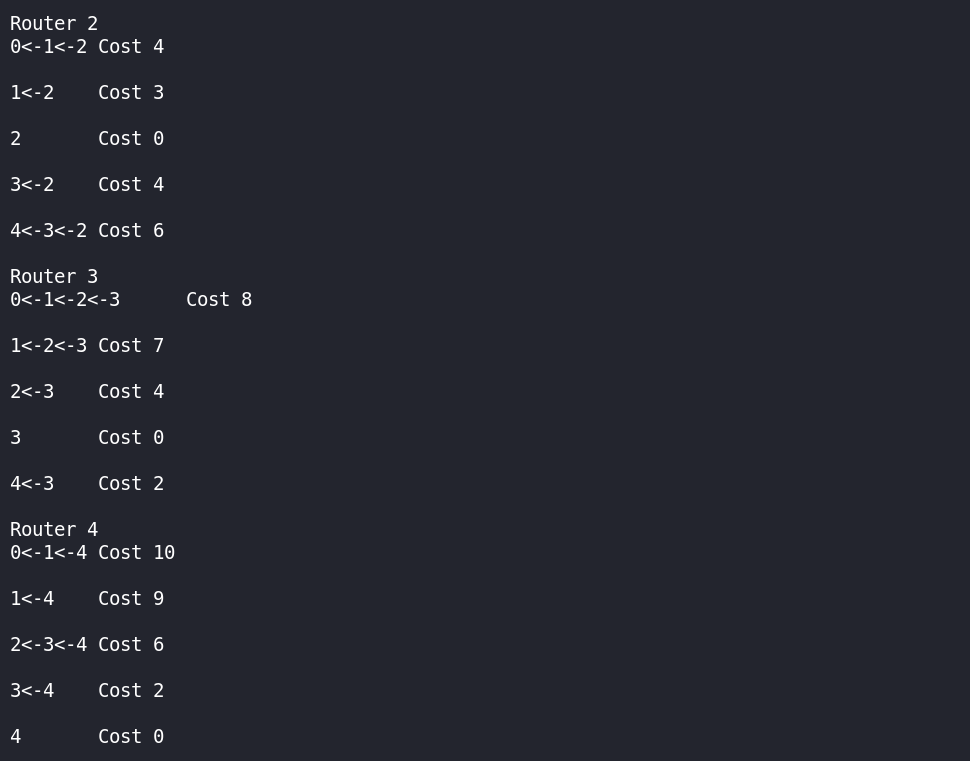 Router 2
0<-1<-2 Cost 4
1<-2    Cost 3
2       Cost 0
3<-2    Cost 4
4<-3<-2 Cost 6
Router 3
0<-1<-2<-3      Cost 8
1<-2<-3 Cost 7
2<-3    Cost 4
3       Cost 0
4<-3    Cost 2
Router 4
0<-1<-4 Cost 10
1<-4    Cost 9
2<-3<-4 Cost 6
3<-4    Cost 2
4       Cost 0